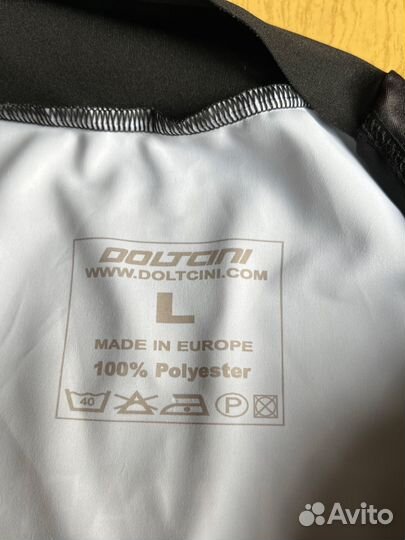 DOLTCINI
WWW.DOLTCINI.COM
L
MADE IN EUROPE
100% Polyester
40 P
Avito